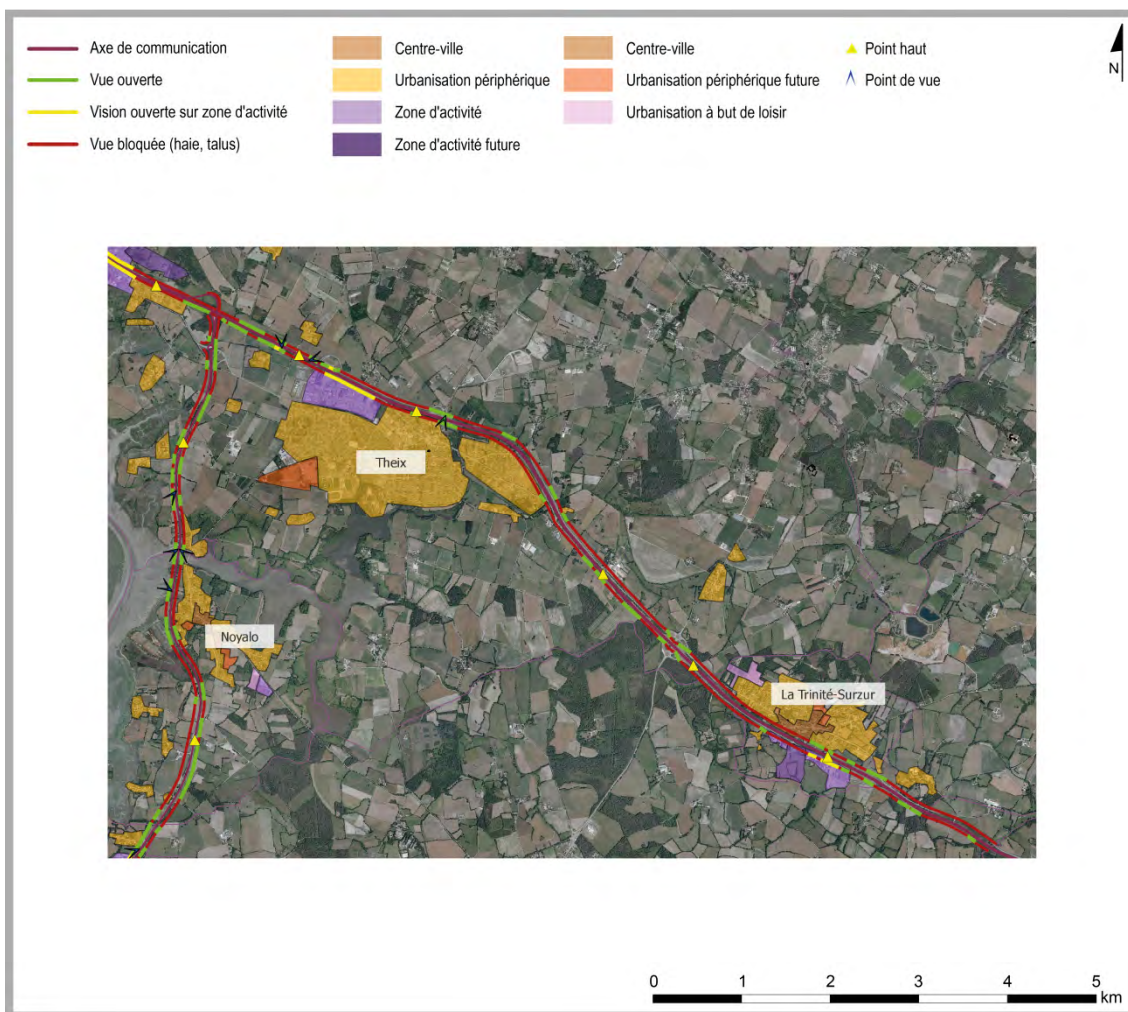 Axe de communication
Vue ouverte
Vision ouverte sur zone d'activité
Vue bloquée (haie, talus)
Centre-ville
Urbanisation périphérique
Zone d'activité
Zone d'activité future
Centre-ville
Urbanisation périphérique future
Urbanisation à but de loisir
Point haut
Point de vue
N
Theix
Noyalo
La Trinité-Surzur
0 1 2 3 4 5
km